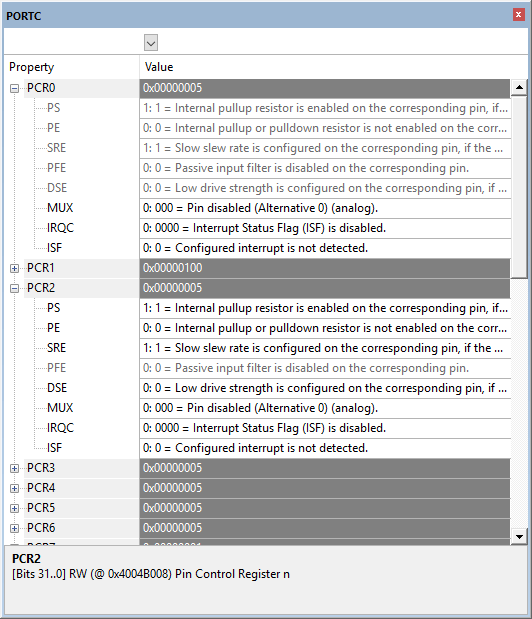 PORTC
Property Value
PCR0 0x00000005
PS 1: 1 = Internal pullup resistor is enabled on the corresponding pin, if ...
PE 0: 0 = Internal pullup or pulldown resistor is not enabled on the corr...
SRE 1: 1 = Slow slew rate is configured on the corresponding pin, if the ...
PFE 0: 0 = Passive input filter is disabled on the corresponding pin.
DSE 0: 0 = Low drive strength is configured on the corresponding pin, if ...
MUX 0: 000 = Pin disabled (Alternative 0) (analog).
IRQC 0: 0000 = Interrupt Status Flag (ISF) is disabled.
ISF 0: 0 = Configured interrupt is not detected.
PCR1 0x00000100
PCR2 0x00000005
PS 1: 1 = Internal pullup resistor is enabled on the corresponding pin, if ...
PE 0: 0 = Internal pullup or pulldown resistor is not enabled on the corr...
SRE 1: 1 = Slow slew rate is configured on the corresponding pin, if the ...
PFE 0: 0 = Passive input filter is disabled on the corresponding pin.
DSE 0: 0 = Low drive strength is configured on the corresponding pin, if ...
MUX 0: 000 = Pin disabled (Alternative 0) (analog).
IRQC 0: 0000 = Interrupt Status Flag (ISF) is disabled.
ISF 0: 0 = Configured interrupt is not detected.
PCR3 0x00000005
PCR4 0x00000005
PCR5 0x00000005
PCR6 0x00000005
PCR2
[Bits 31..0] RW (@ 0x4004B008) Pin Control Register n